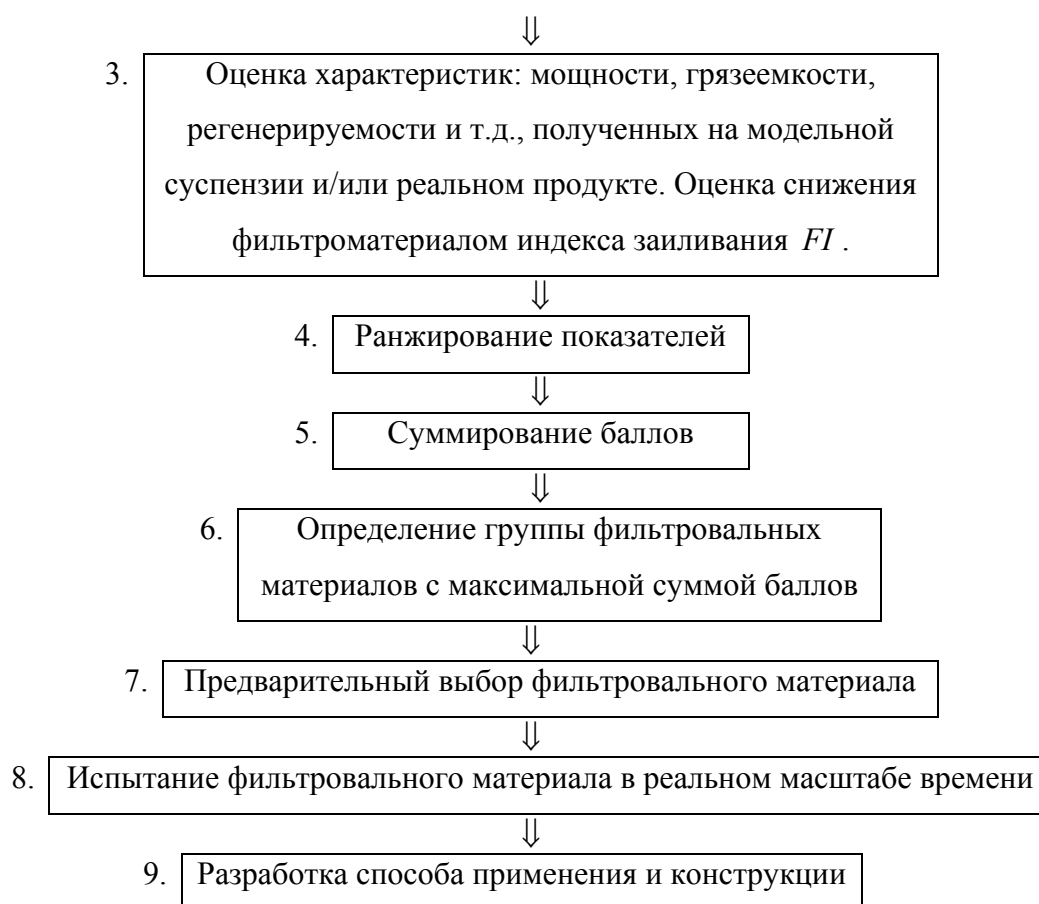 ⇓
3. Оценка характеристик: мощности, грязеемкости,
регенерируемости и т.д., полученных на модельной
суспензии и/или реальном продукте. Оценка снижения
фильтроматериалом индекса заиливания FI .
⇓
4. Ранжирование показателей
⇓
5. Суммирование баллов
⇓
6. Определение группы фильтровальных
материалов с максимальной суммой баллов
⇓
7. Предварительный выбор фильтровального материала
⇓
8. Испытание фильтровального материала в реальном масштабе времени
⇓
9. Разработка способа применения и конструкции